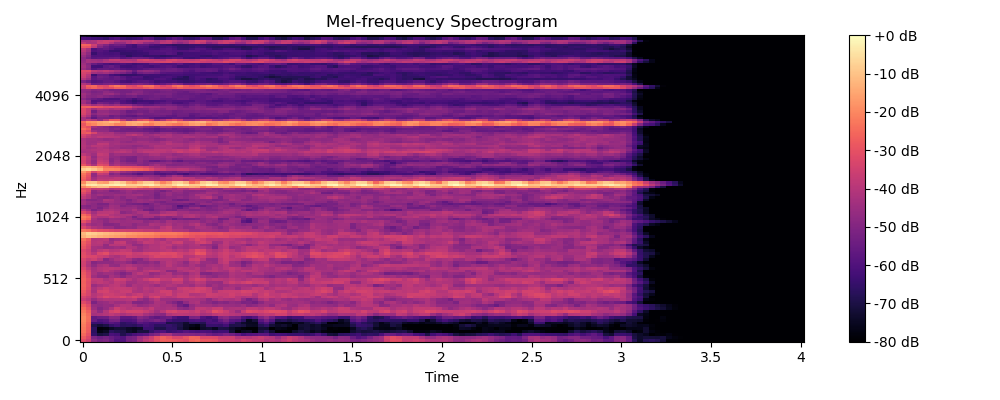 Mel-frequency Spectrogram
Hz
4096
2048
1024
512
0
0
0.5
1
1.5
2
2.5
3
3.5
4
Time
+0 dB
-10 dB
-20 dB
-30 dB
-40 dB
-50 dB
-60 dB
-70 dB
-80 dB